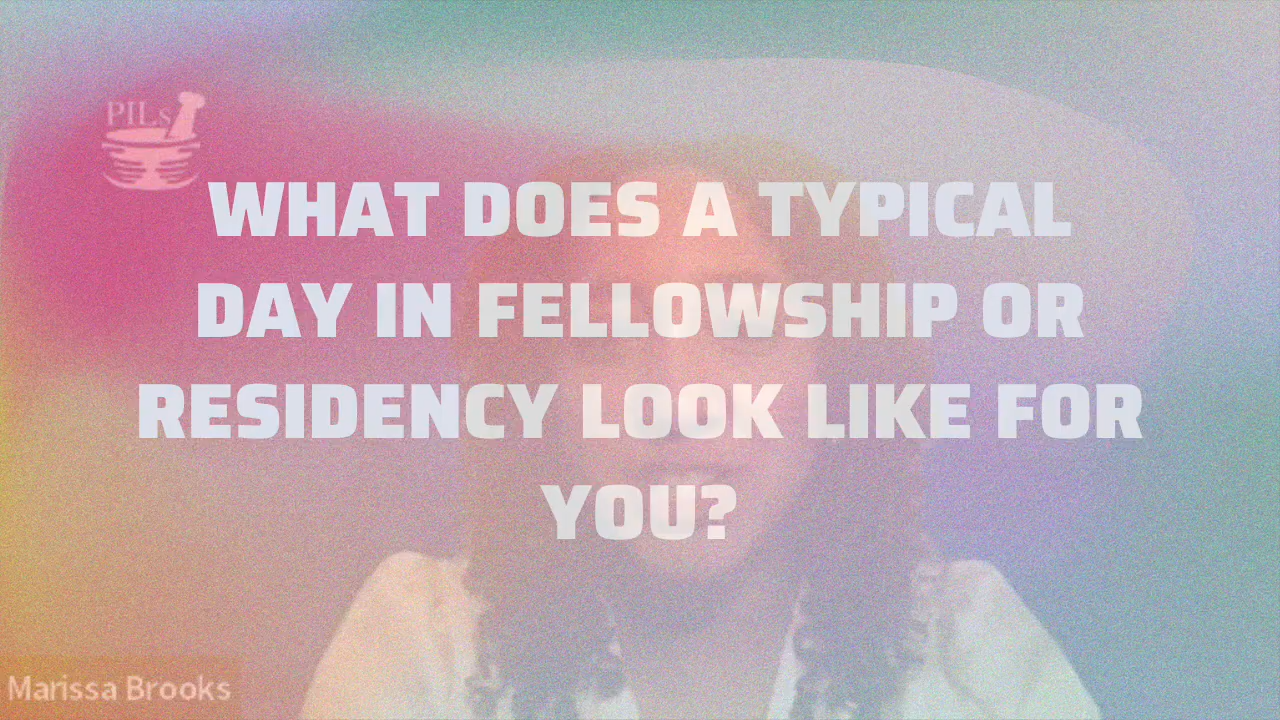 PILs
WHAT DOES A TYPICAL
DAY IN FELLOWSHIP OR
RESIDENCY LOOK LIKE FOR
YOU?
Marissa Brooks